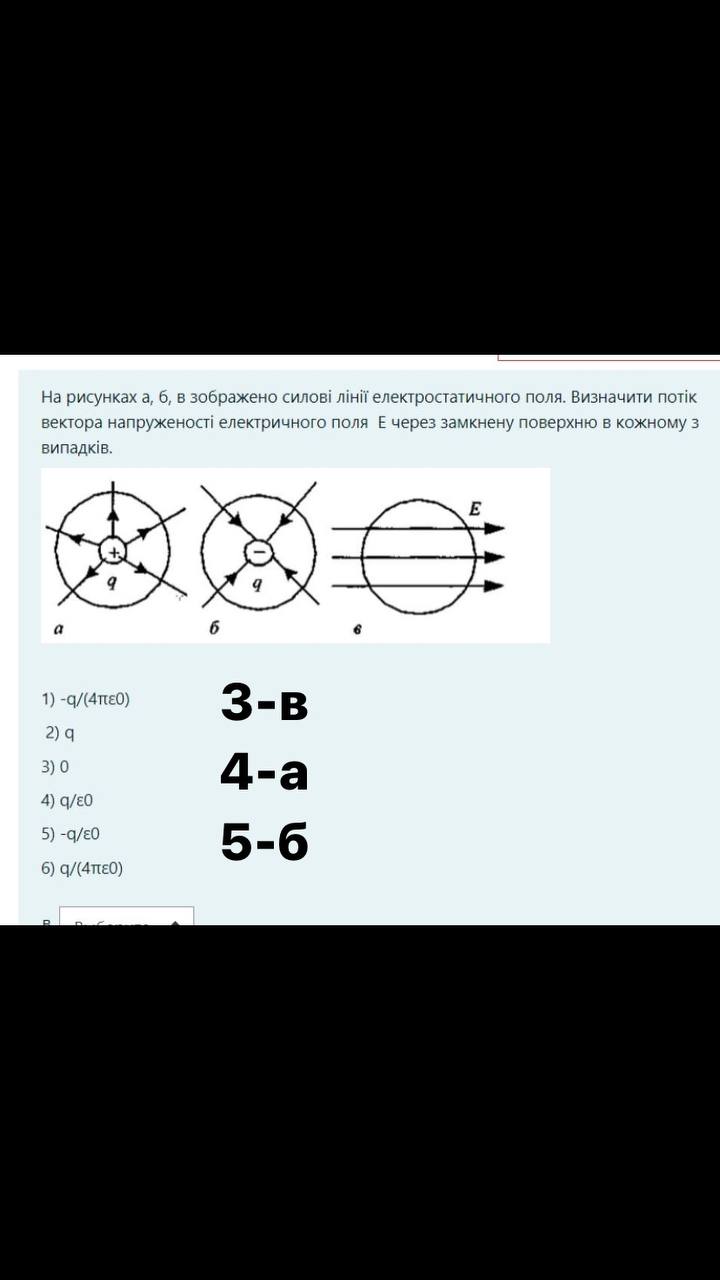 На рисунках а, б, в зображено силові лінії електростатичного поля. Визначити потік
вектора напруженості електричного поля Е через замкнену поверхню в кожному з
випадків.
E
+
−
q
q
а
б
в
1) -q/(4πε0)
2) q
3) 0
4) q/ε0
5) -q/ε0
6) q/(4πε0)
3-в
4-а
5-б